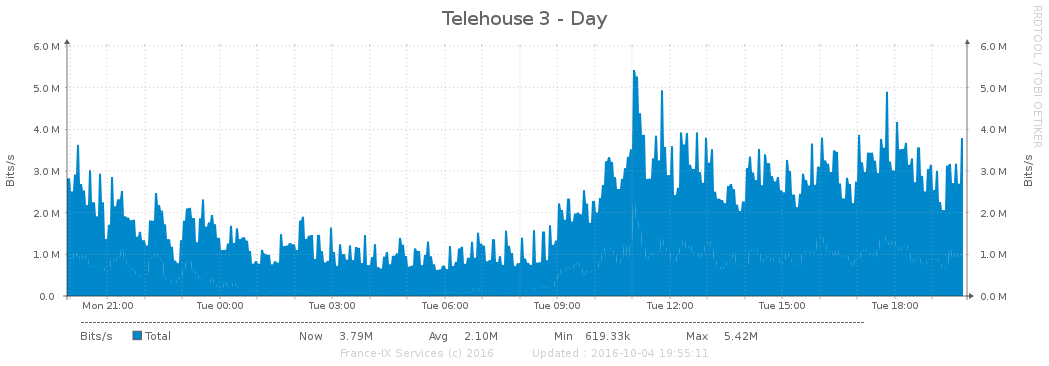 Telehouse 3 - Day
RRDTOOL / TOBI OETIKER
Bits/s
6.0 M
5.0 M
4.0 M
3.0 M
2.0 M
1.0 M
0.0
6.0 M
5.0 M
4.0 M
3.0 M
2.0 M
1.0 M
0.0 M
Bits/s
Mon 21:00 Tue 00:00 Tue 03:00 Tue 06:00 Tue 09:00 Tue 12:00 Tue 15:00 Tue 18:00
Bits/s Total Now 3.79M Avg 2.10M Min 619.33k Max 5.42M
France-IX Services (c) 2016 Updated : 2016-10-04 19:55:11